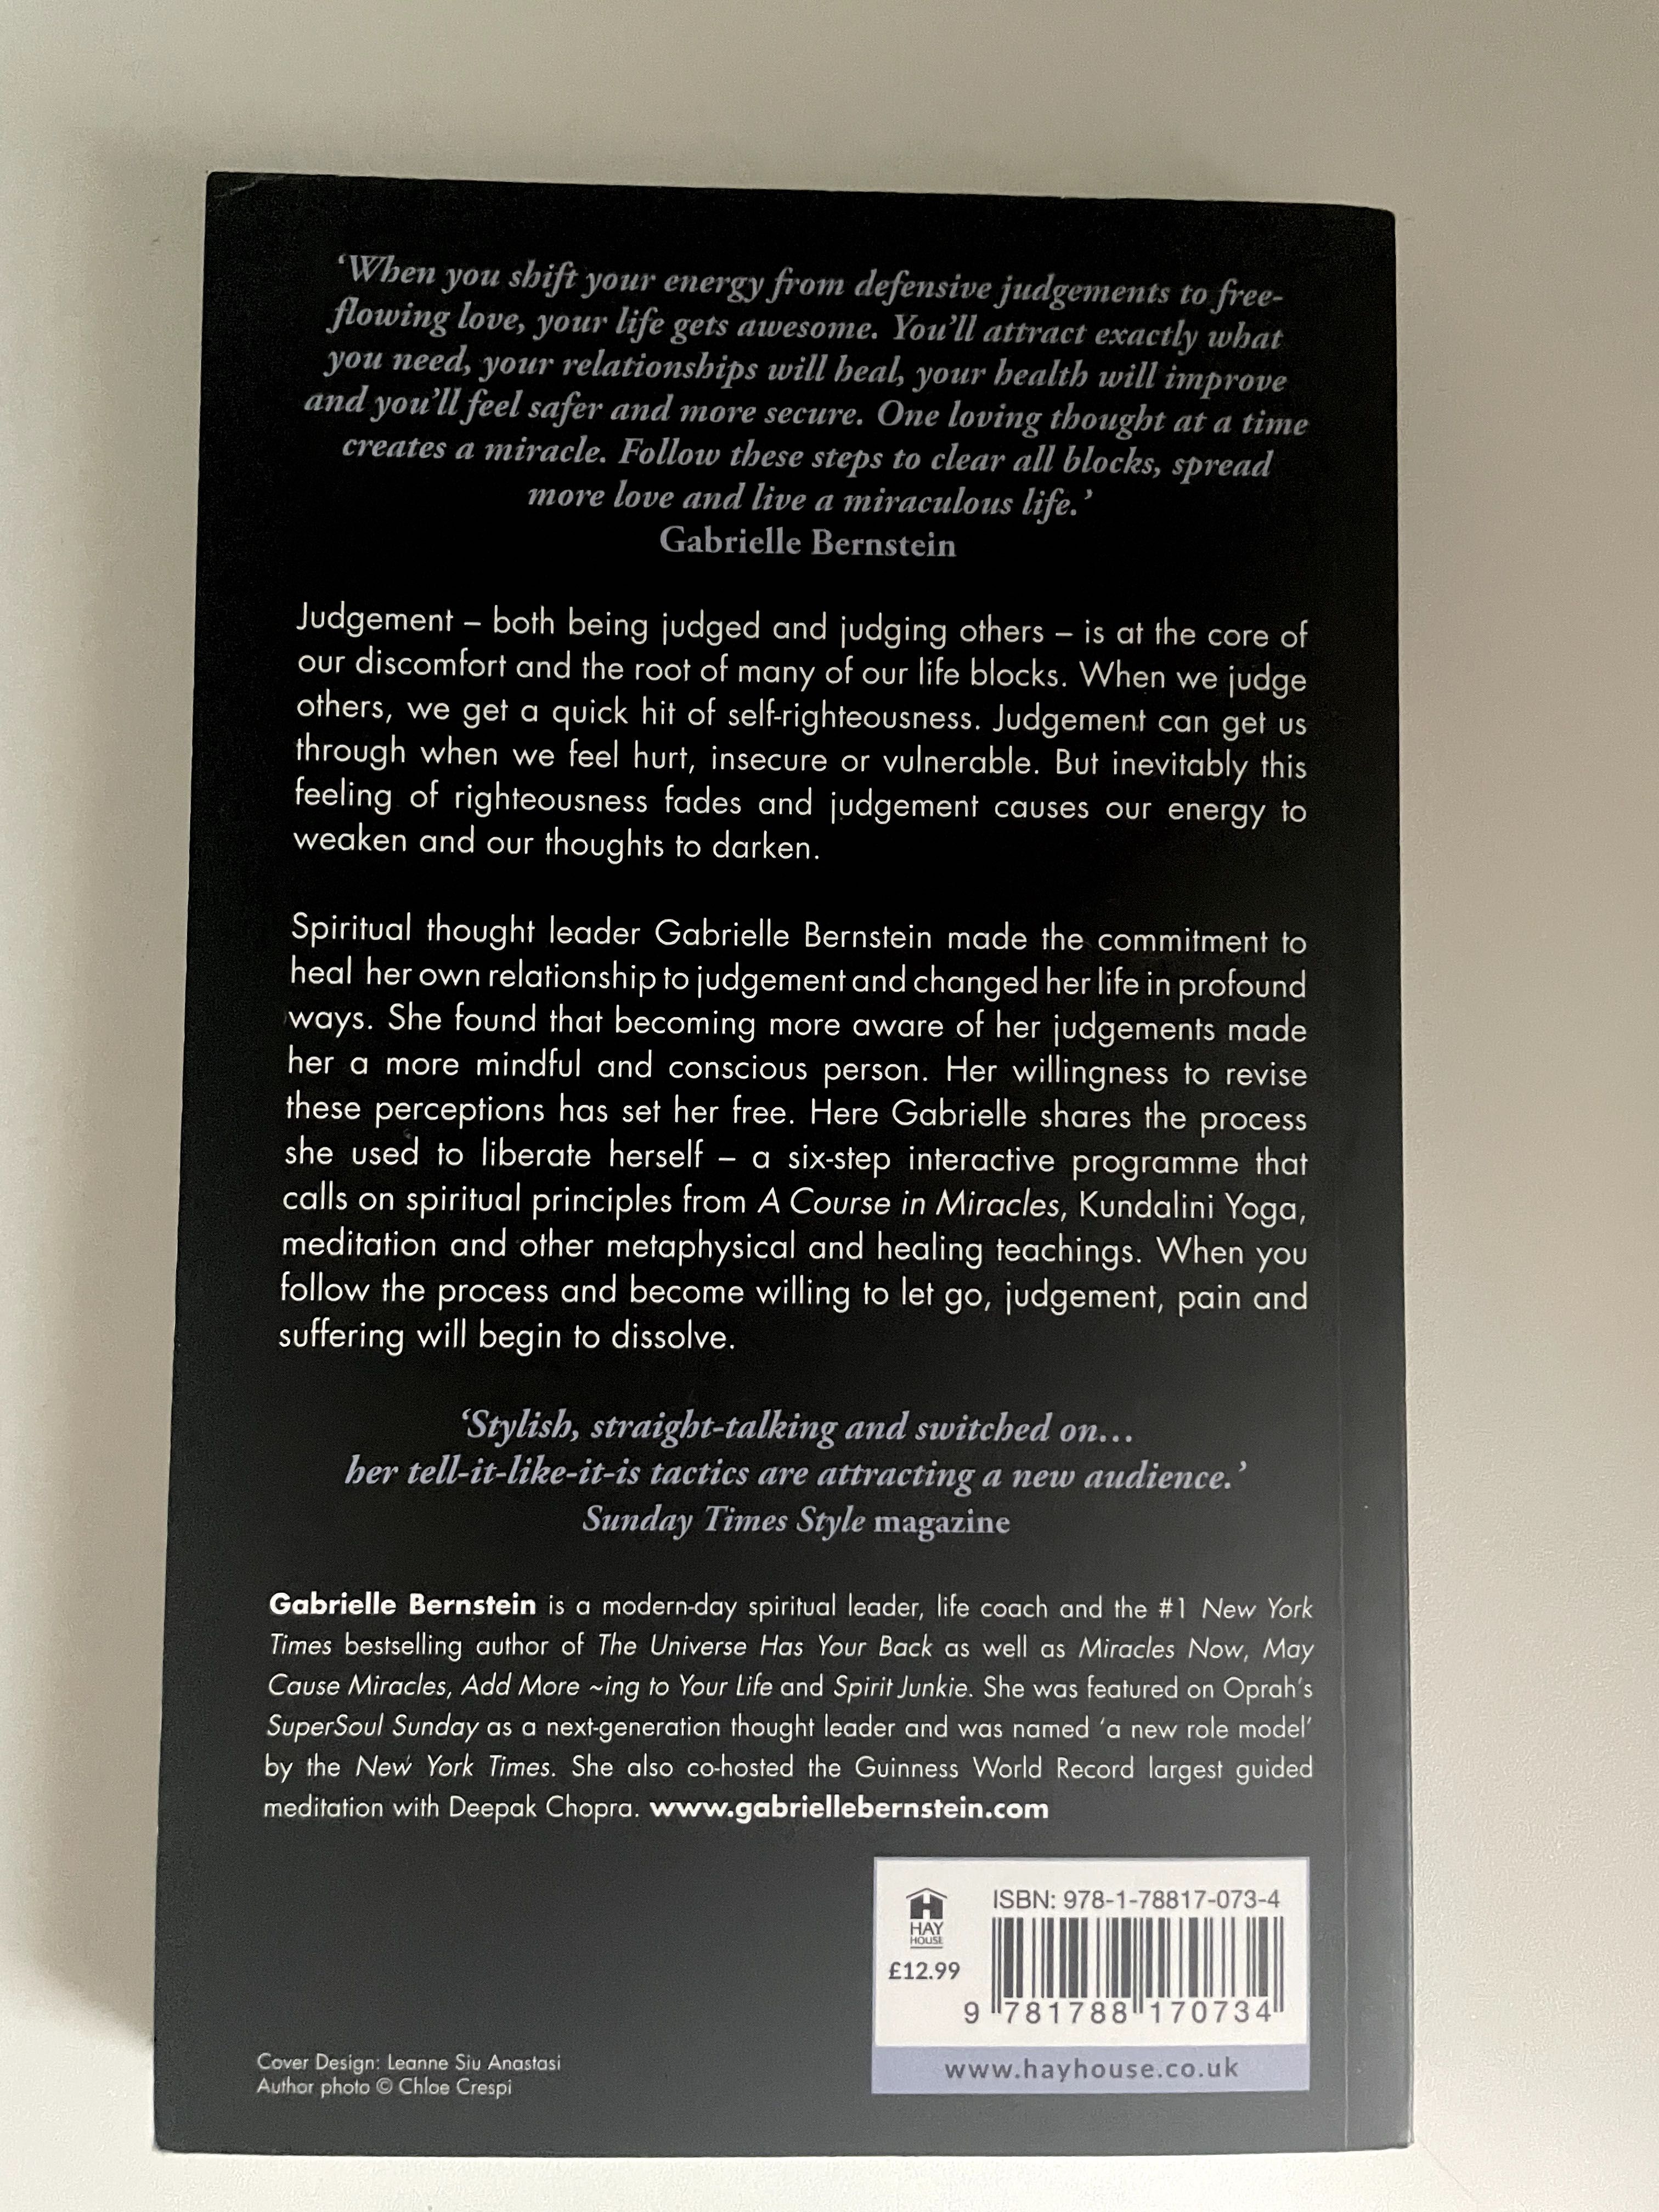 ‘When you shift your energy from defensive judgements to free-
flowing love, your life gets awesome. You’ll attract exactly what
you need, your relationships will heal, your health will improve
and you’ll feel safer and more secure. One loving thought at a time
creates a miracle. Follow these steps to clear all blocks, spread
more love and live a miraculous life.’
Gabrielle Bernstein
Judgement – both being judged and judging others – is at the core of
our discomfort and the root of many of our life blocks. When we judge
others, we get a quick hit of self-righteousness. Judgement can get us
through when we feel hurt, insecure or vulnerable. But inevitably this
feeling of righteousness fades and judgement causes our energy to
weaken and our thoughts to darken.
Spiritual thought leader Gabrielle Bernstein made the commitment to
heal her own relationship to judgement and changed her life in profound
ways. She found that becoming more aware of her judgements made
her a more mindful and conscious person. Her willingness to revise
these perceptions has set her free. Here Gabrielle shares the process
she used to liberate herself – a six-step interactive programme that
calls on spiritual principles from A Course in Miracles, Kundalini Yoga,
meditation and other metaphysical and healing teachings. When you
follow the process and become willing to let go, judgement, pain and
suffering will begin to dissolve.
‘Stylish, straight-talking and switched on…
her tell-it-like-it-is tactics are attracting a new audience.’
Sunday Times Style magazine
Gabrielle Bernstein is a modern-day spiritual leader, life coach and the #1 New York
Times bestselling author of The Universe Has Your Back as well as Miracles Now, May
Cause Miracles, Add More ~ing to Your Life and Spirit Junkie. She was featured on Oprah’s
SuperSoul Sunday as a next-generation thought leader and was named ‘a new role model’
by the New York Times. She also co-hosted the Guinness World Record largest guided
meditation with Deepak Chopra. www.gabriellebernstein.com
ISBN: 978-1-78817-073-4
HAY
HOUSE
£12.99
9 781788 170734
www.hayhouse.co.uk
Cover Design: Leanne Siu Anastasi
Author photo © Chloe Crespi